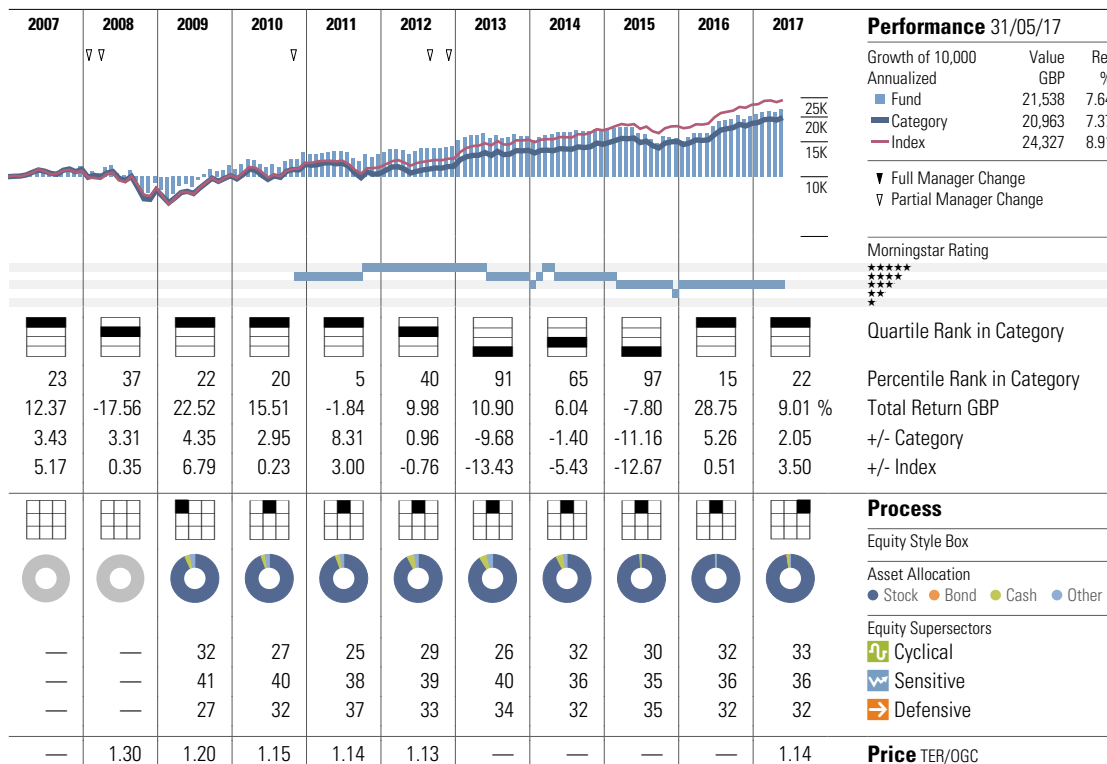 2007 2008 2009 2010 2011 2012 2013 2014 2015 2016 2017
Performance 31/05/17
Growth of 10,000 Value
Annualized GBP %
Fund 21,538
Category 20,963
Index 24,327
25K
20K
15K
10K
▼ Full Manager Change
▽ Partial Manager Change
Morningstar Rating
★★★★★
★★★★
★★★
★★
★
Quartile Rank in Category
23 37 22 20 5 40 91 65 97 15 22 Percentile Rank in Category
12.37 -17.56 22.52 15.51 -1.84 9.98 10.90 6.04 -7.80 28.75 9.01 % Total Return GBP
3.43 3.31 4.35 2.95 8.31 0.96 -9.68 -1.40 -11.16 5.26 2.05 +/- Category
5.17 0.35 6.79 0.23 3.00 -0.76 -13.43 -5.43 -12.67 0.51 3.50 +/- Index
Process
Equity Style Box
Asset Allocation
Stock Bond Cash Other
Equity Supersectors
— — 32 27 25 29 26 32 30 32 33 Cyclical
— — 41 40 38 39 40 36 35 36 36 Sensitive
— — 27 32 37 33 34 32 35 32 32 Defensive
— 1.30 1.20 1.15 1.14 1.13 — — — — 1.14 Price TER/OGC